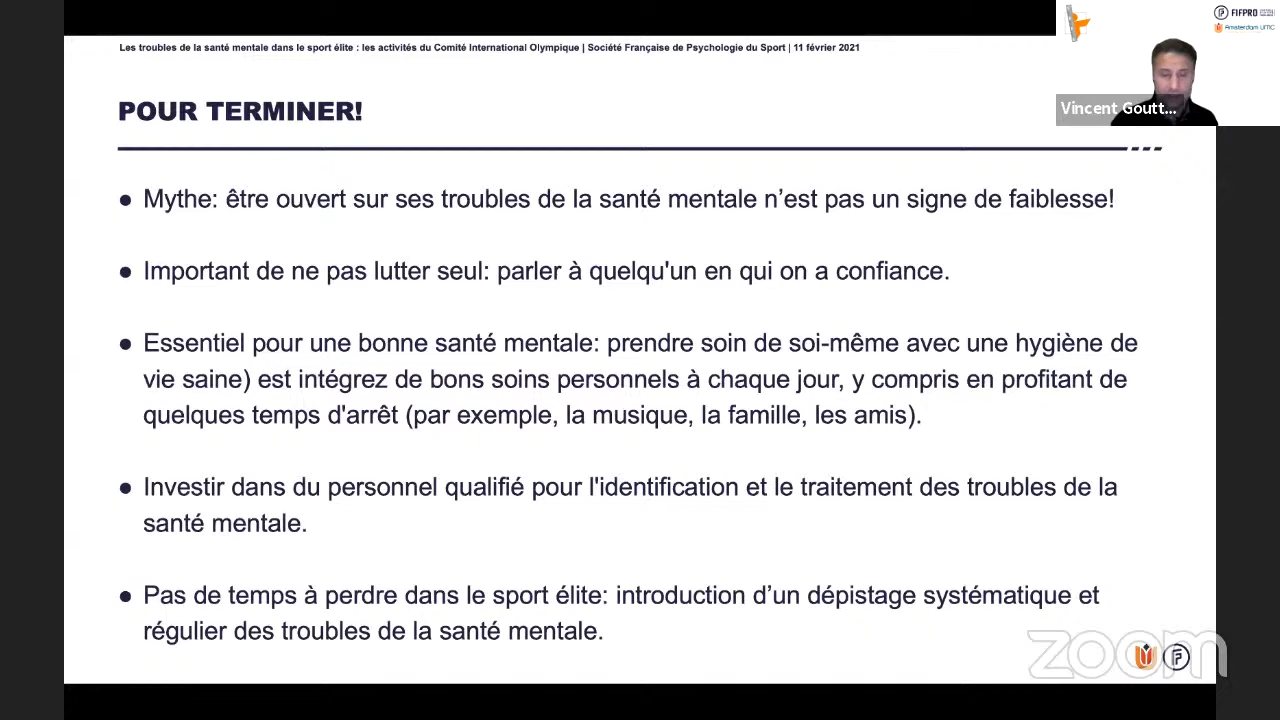 Les troubles de la santé mentale dans le sport élite : les activités du Comité International Olympique | Société Française de Psychologie du Sport | 11 février 2021
FIFPRO
Amsterdam UMC
Vincent Goutt...
POUR TERMINER!
● Mythe: être ouvert sur ses troubles de la santé mentale n’est pas un signe de faiblesse!
● Important de ne pas lutter seul: parler à quelqu'un en qui on a confiance.
● Essentiel pour une bonne santé mentale: prendre soin de soi-même avec une hygiène de
vie saine) est intégrez de bons soins personnels à chaque jour, y compris en profitant de
quelques temps d'arrêt (par exemple, la musique, la famille, les amis).
● Investir dans du personnel qualifié pour l'identification et le traitement des troubles de la
santé mentale.
● Pas de temps à perdre dans le sport élite: introduction d’un dépistage systématique et
régulier des troubles de la santé mentale.
zoom